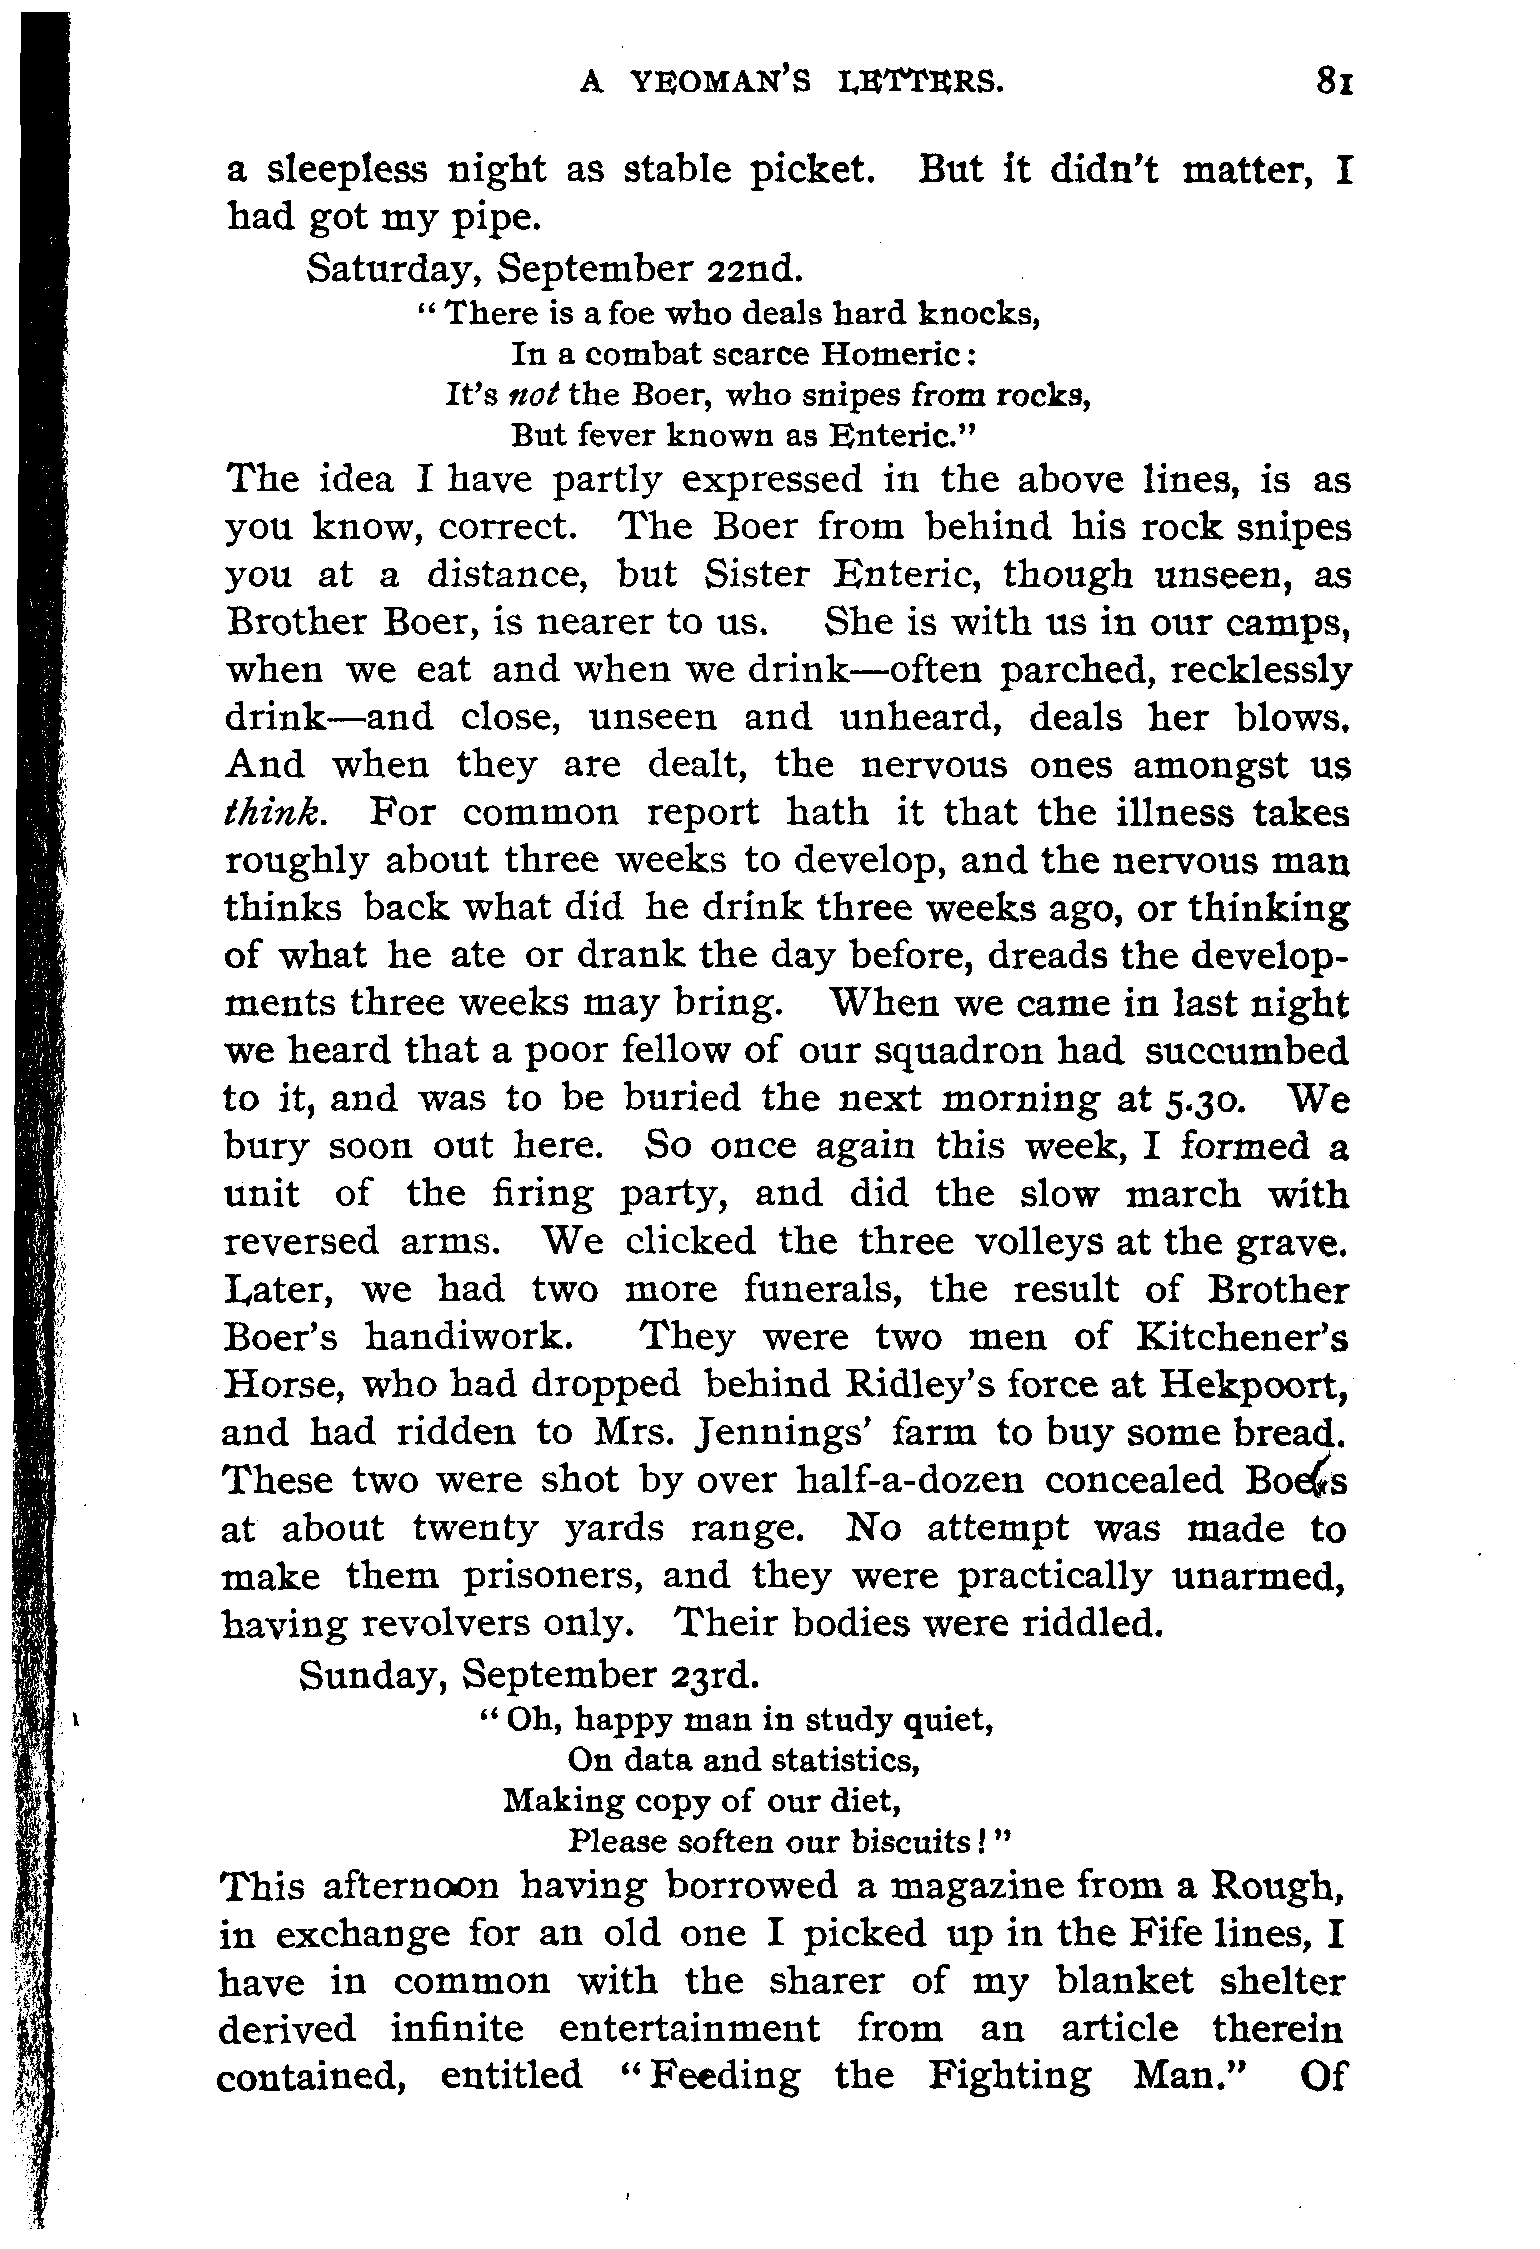 A YEOMAN'S LETTERS. 81
a sleepless night as stable picket. But it didn't matter, I
had got my pipe.
Saturday, September 22nd.
"There is a foe who deals hard knocks,
In a combat scarce Homeric:
It's not the Boer, who snipes from rocks,
But fever known as Enteric."
The idea I have partly expressed in the above lines, is as
you know, correct. The Boer from behind his rock snipes
you at a distance, but Sister Enteric, though unseen, as
Brother Boer, is nearer to us. She is with us in our camps,
when we eat and when we drink—often parched, recklessly
drink—and close, unseen and unheard, deals her blows.
And when they are dealt, the nervous ones amongst us
think. For common report hath it that the illness takes
roughly about three weeks to develop, and the nervous man
thinks back what did he drink three weeks ago, or thinking
of what he ate or drank the day before, dreads the develop-
ments three weeks may bring. When we came in last night
we heard that a poor fellow of our squadron had succumbed
to it, and was to be buried the next morning at 5.30. We
bury soon out here. So once again this week, I formed a
unit of the firing party, and did the slow march with
reversed arms. We clicked the three volleys at the grave.
Later, we had two more funerals, the result of Brother
Boer's handiwork. They were two men of Kitchener's
Horse, who had dropped behind Ridley's force at Hekpoort,
and had ridden to Mrs. Jennings' farm to buy some bread.
These two were shot by over half-a-dozen concealed Boers
at about twenty yards range. No attempt was made to
make them prisoners, and they were practically unarmed,
having revolvers only. Their bodies were riddled.
Sunday, September 23rd.
"Oh, happy man in study quiet,
On data and statistics,
Making copy of our diet,
Please soften our biscuits!"
This afternoon having borrowed a magazine from a Rough,
in exchange for an old one I picked up in the Fife lines, I
have in common with the sharer of my blanket shelter
derived infinite entertainment from an article therein
contained, entitled "Feeding the Fighting Man." Of